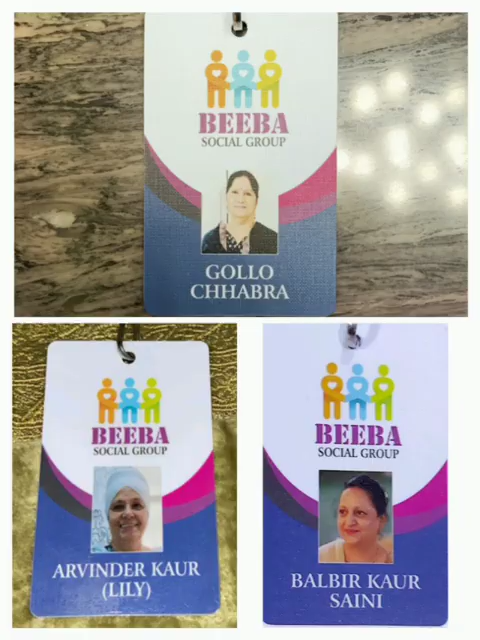 BEEBA
SOCIAL GROUP
GOLLO
CHHABRA
BEEBA
SOCIAL GROUP
ARVINDER KAUR
(LILY)
BEEBA
SOCIAL GROUP
BALBIR KAUR
SAINI